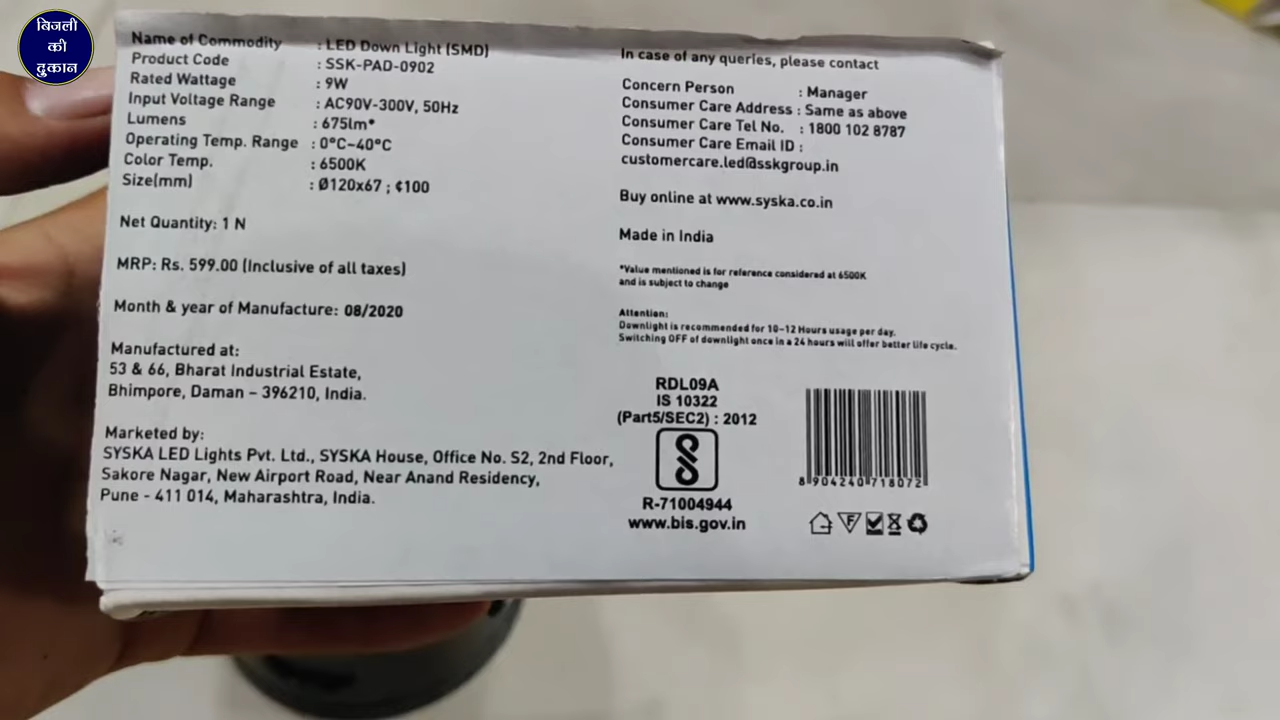 बिजली
की
दुकान
Name of Commodity : LED Down Light (SMD)
Product Code : SSK-PAD-0902
Rated Wattage : 9W
Input Voltage Range : AC90V-300V, 50Hz
Lumens : 675lm*
Operating Temp. Range : 0°C~40°C
Color Temp. : 6500K
Size(mm) : Ø120x67 ; ¢100
Net Quantity: 1 N
MRP: Rs. 599.00 (Inclusive of all taxes)
Month & year of Manufacture: 08/2020
Manufactured at:
53 & 66, Bharat Industrial Estate,
Bhimpore, Daman – 396210, India.
Marketed by:
SYSKA LED Lights Pvt. Ltd., SYSKA House, Office No. S2, 2nd Floor,
Sakore Nagar, New Airport Road, Near Anand Residency,
Pune - 411 014, Maharashtra, India.
In case of any queries, please contact
Concern Person : Manager
Consumer Care Address : Same as above
Consumer Care Tel No. : 1800 102 8787
Consumer Care Email ID :
customercare.led@sskgroup.in
Buy online at www.syska.co.in
Made in India
*Value mentioned is for reference considered at 6500K
and is subject to change
Attention:
Downlight is recommended for 10-12 Hours usage per day.
Switching OFF of downlight once in a 24 hours will offer better life cycle.
RDL09A
IS 10322
(Part5/SEC2) : 2012
R-71004944
www.bis.gov.in
8 904240 718072
F